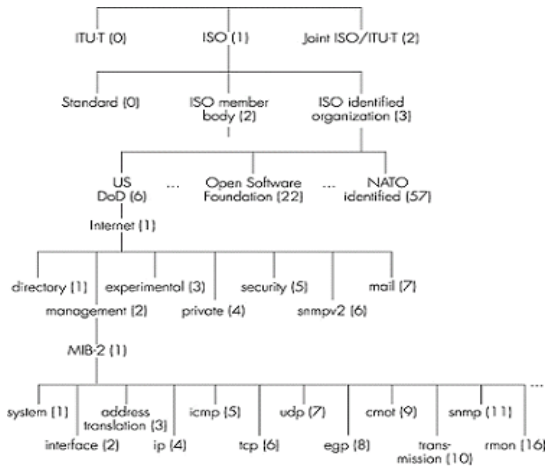 ITU-T (0) ISO (1) Joint ISO/ITU-T (2)
Standard (0) ISO member body (2) ISO identified organization (3)
US DoD (6) ... Open Software Foundation (22) ... NATO identified (57)
Internet (1)
directory (1) experimental (3) security (5) mail (7)
management (2) private (4) snmpv2 (6)
MIB-2 (1)
...
system (1) address translation (3) icmp (5) udp (7) cmot (9) snmp (11)
interface (2) ip (4) tcp (6) egp (8) trans-mission (10) rmon (16)